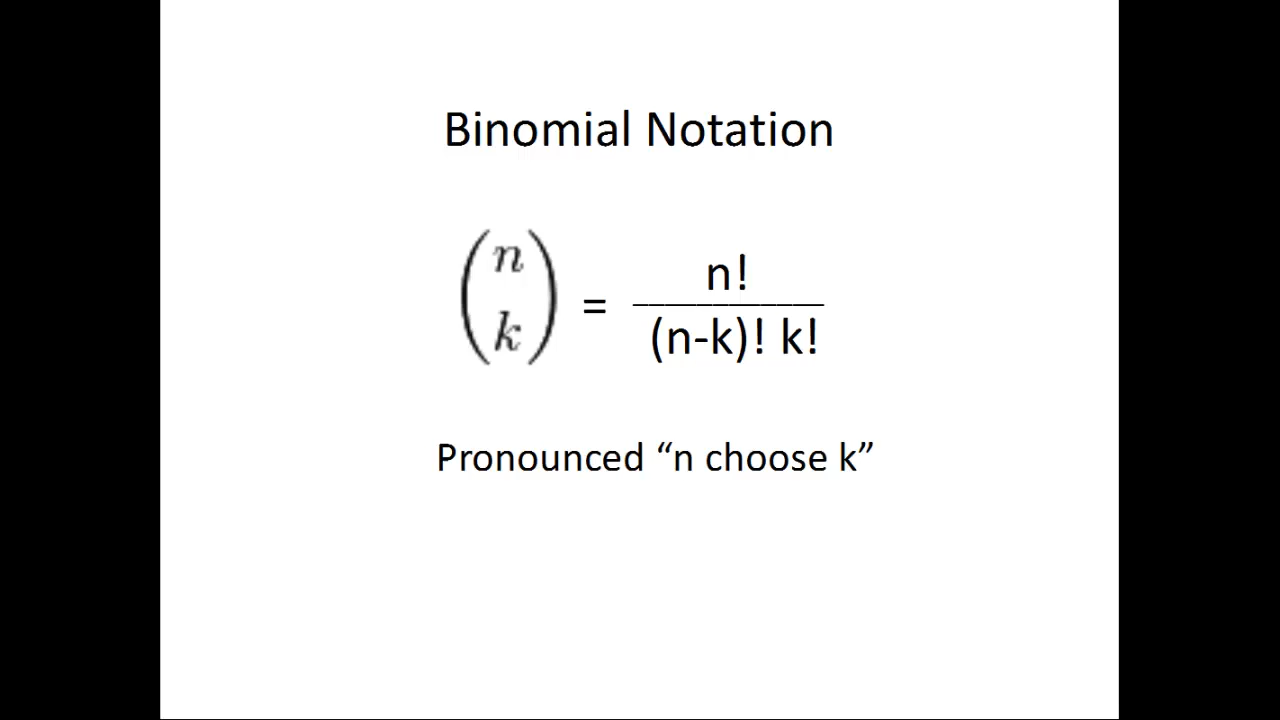 Binomial Notation
n
k
=
n!
(n-k)! k!
Pronounced “n choose k”